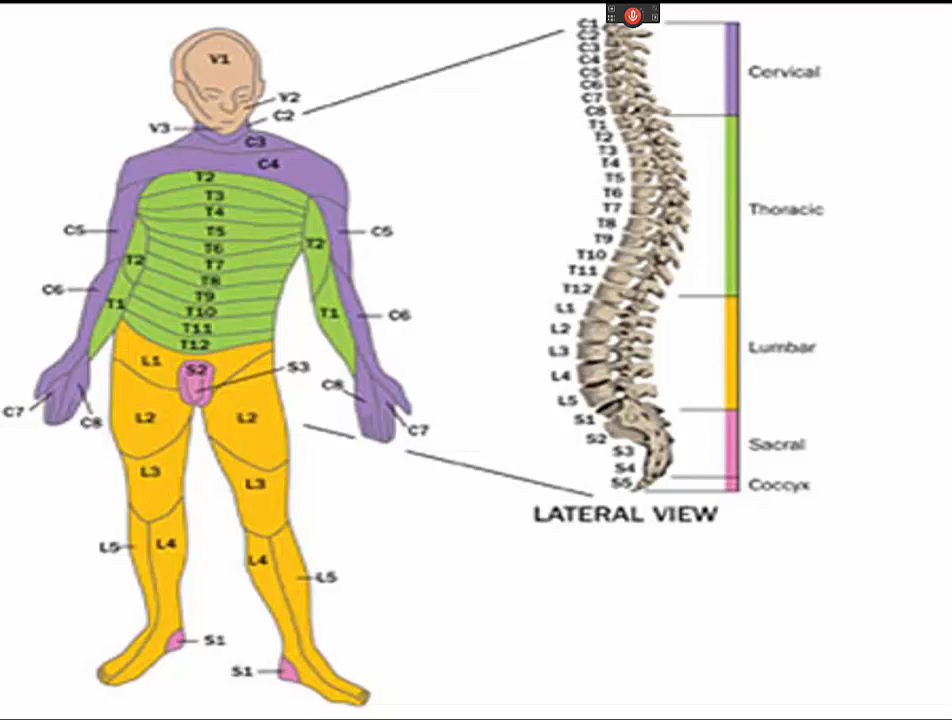 V1
V2
C2
V3
C3
C4
T2
T3
T4
T5
T6
T7
T8
T9
T10
T11
T12
C5
C5
T2
T2
C6
C6
T1
T1
L1
S2
S3
C8
C7
C8
C7
L2
L2
L3
L3
L5
L4
L4
L5
S1
S1
C1
C2
C3
C4
C5
C6
C7
C8
T1
T2
T3
T4
T5
T6
T7
T8
T9
T10
T11
T12
L1
L2
L3
L4
L5
S1
S2
S3
S4
S5
Cervical
Thoracic
Lumbar
Sacral
Coccyx
LATERAL VIEW